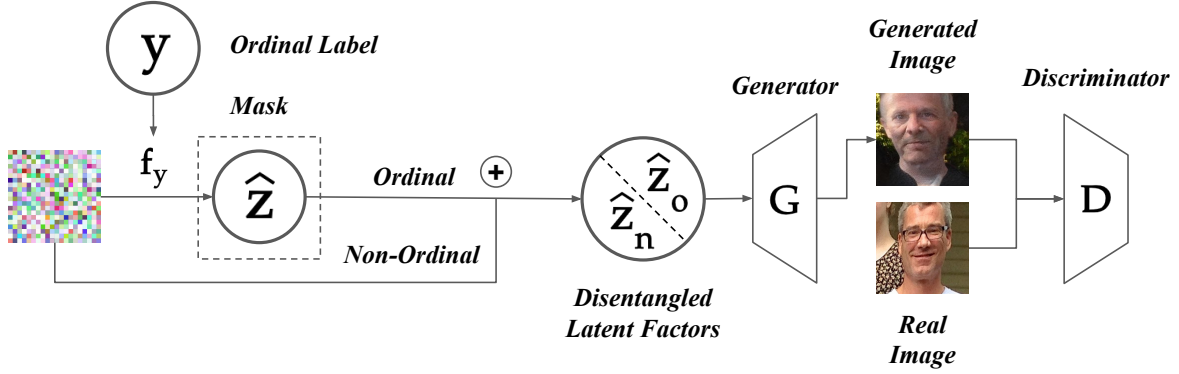 y
Ordinal Label
Mask
f_y
ẑ
Ordinal
+
Non-Ordinal
ẑ_o
ẑ_n
Disentangled
Latent Factors
Generator
G
Generated
Image
Real
Image
Discriminator
D